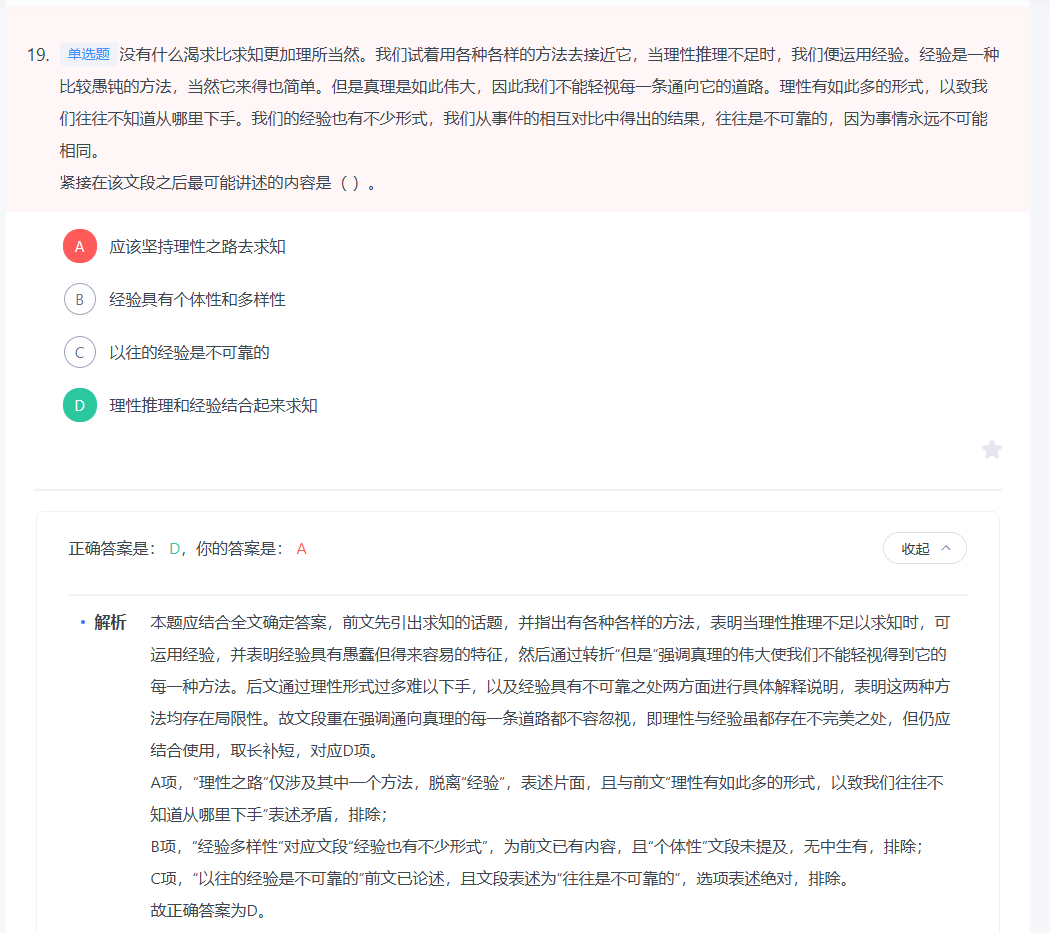 19. 单选题 没有什么渴求比求知更加理所当然。我们试着用各种各样的方法去接近它，当理性推理不足时，我们便运用经验。经验是一种
比较愚钝的方法，当然它来得也简单。但是真理是如此伟大，因此我们不能轻视每一条通向它的道路。理性有如此多的形式，以致我
们往往不知道从哪里下手。我们的经验也有不少形式，我们从事件的相互对比中得出的结果，往往是不可靠的，因为事情永远不可能
相同。
紧接在该文段之后最可能讲述的内容是（ ）。
A 应该坚持理性之路去求知
B 经验具有个体性和多样性
C 以往的经验是不可靠的
D 理性推理和经验结合起来求知
正确答案是： D，你的答案是： A
收起
解析 本题应结合全文确定答案，前文先引出求知的话题，并指出有各种各样的方法，表明当理性推理不足以求知时，可
运用经验，并表明经验具有愚蠢但得来容易的特征，然后通过转折“但是”强调真理的伟大使我们不能轻视得到它的
每一种方法。后文通过理性形式过多难以下手，以及经验具有不可靠之处两方面进行具体解释说明，表明这两种方
法均存在局限性。故文段重在强调通向真理的每一条道路都不容忽视，即理性与经验虽都存在不完美之处，但仍应
结合使用，取长补短，对应D项。
A项，“理性之路”仅涉及其中一个方法，脱离“经验”，表述片面，且与前文“理性有如此多的形式，以致我们往往不
知道从哪里下手”表述矛盾，排除；
B项，“经验多样性”对应文段“经验也有不少形式”，为前文已有内容，且“个体性”文段未提及，无中生有，排除；
C项，“以往的经验是不可靠的”前文已论述，且文段表述为“往往是不可靠的”，选项表述绝对，排除。
故正确答案为D。